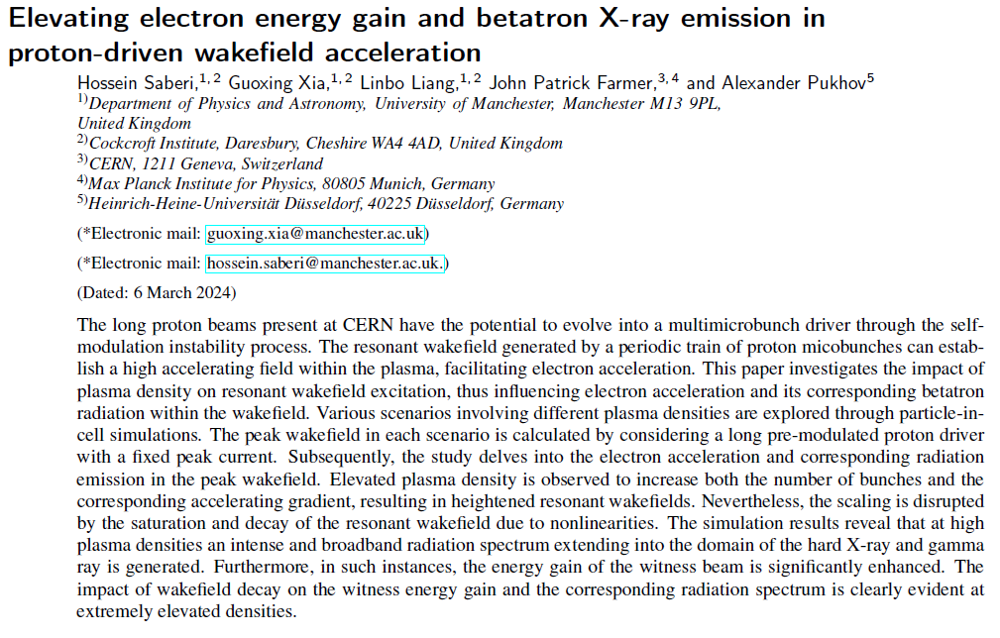 Elevating electron energy gain and betatron X-ray emission in
proton-driven wakefield acceleration
Hossein Saberi,1, 2 Guoxing Xia,1, 2 Linbo Liang,1, 2 John Patrick Farmer,3, 4 and Alexander Pukhov5
1)Department of Physics and Astronomy, University of Manchester, Manchester M13 9PL,
United Kingdom
2)Cockcroft Institute, Daresbury, Cheshire WA4 4AD, United Kingdom
3)CERN, 1211 Geneva, Switzerland
4)Max Planck Institute for Physics, 80805 Munich, Germany
5)Heinrich-Heine-Universität Düsseldorf, 40225 Düsseldorf, Germany
(*Electronic mail: guoxing.xia@manchester.ac.uk)
(*Electronic mail: hossein.saberi@manchester.ac.uk.)
(Dated: 6 March 2024)
The long proton beams present at CERN have the potential to evolve into a multimicrobunch driver through the self-
modulation instability process. The resonant wakefield generated by a periodic train of proton micobunches can estab-
lish a high accelerating field within the plasma, facilitating electron acceleration. This paper investigates the impact of
plasma density on resonant wakefield excitation, thus influencing electron acceleration and its corresponding betatron
radiation within the wakefield. Various scenarios involving different plasma densities are explored through particle-in-
cell simulations. The peak wakefield in each scenario is calculated by considering a long pre-modulated proton driver
with a fixed peak current. Subsequently, the study delves into the electron acceleration and corresponding radiation
emission in the peak wakefield. Elevated plasma density is observed to increase both the number of bunches and the
corresponding accelerating gradient, resulting in heightened resonant wakefields. Nevertheless, the scaling is disrupted
by the saturation and decay of the resonant wakefield due to nonlinearities. The simulation results reveal that at high
plasma densities an intense and broadband radiation spectrum extending into the domain of the hard X-ray and gamma
ray is generated. Furthermore, in such instances, the energy gain of the witness beam is significantly enhanced. The
impact of wakefield decay on the witness energy gain and the corresponding radiation spectrum is clearly evident at
extremely elevated densities.